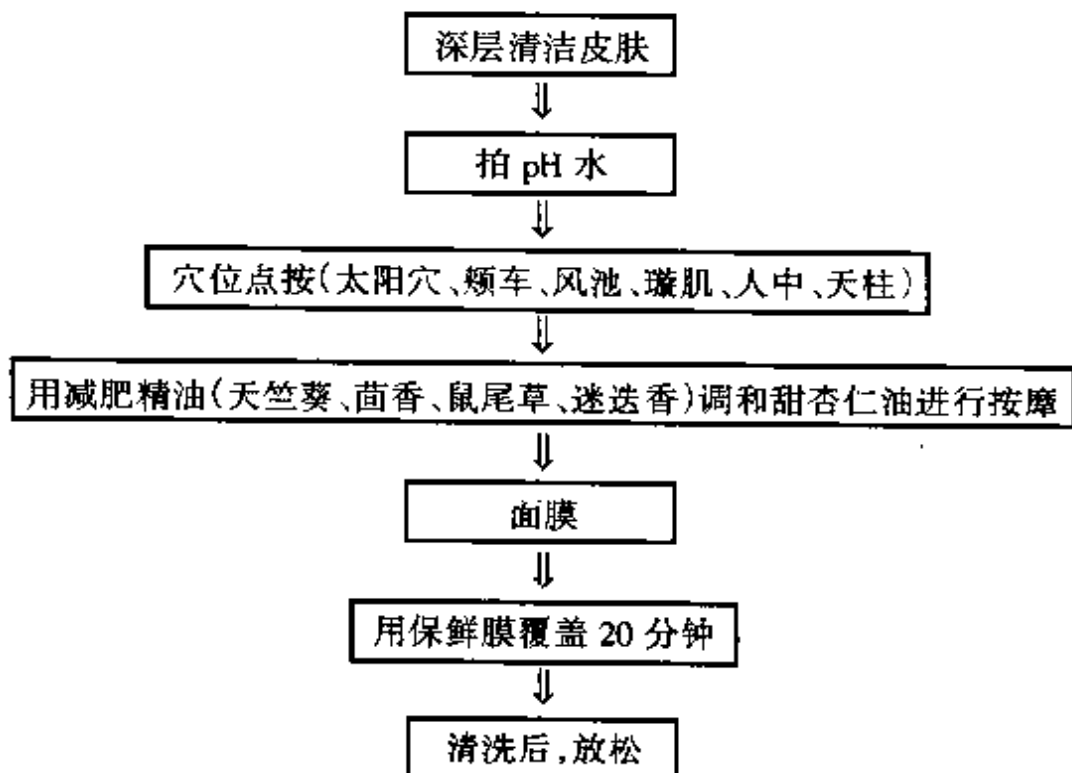 深层清洁皮肤
拍 pH 水
穴位点按(太阳穴、颊车、风池、璇肌、人中、天柱)
用减肥精油(天竺葵、茴香、鼠尾草、迷迭香)调和甜杏仁油进行按摩
面膜
用保鲜膜覆盖 20 分钟
清洗后,放松